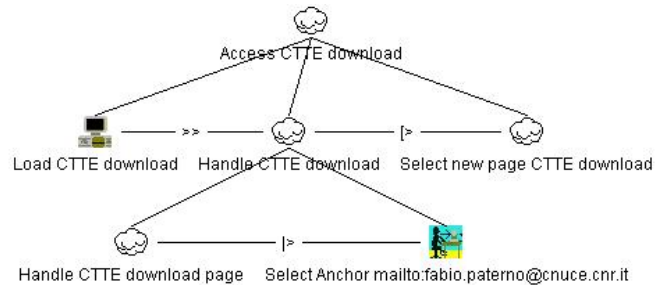 Access CTTE download
>>
[>
Load CTTE download
Handle CTTE download
Select new page CTTE download
|>
Handle CTTE download page
Select Anchor mailto:fabio.paterno@cnuce.cnr.it